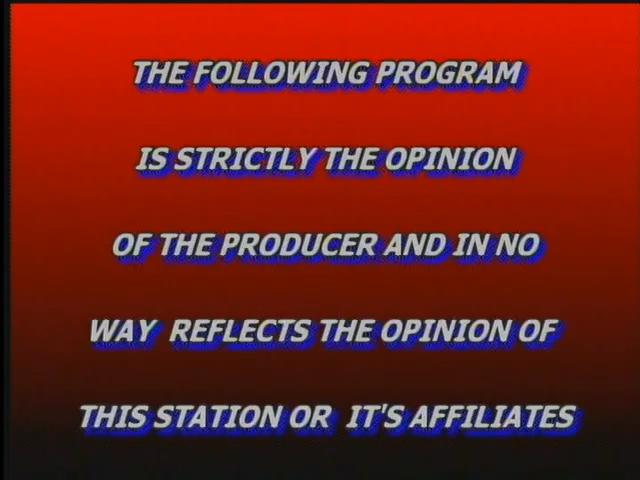 THE FOLLOWING PROGRAM
IS STRICTLY THE OPINION
OF THE PRODUCER AND IN NO
WAY REFLECTS THE OPINION OF
THIS STATION OR IT'S AFFILIATES